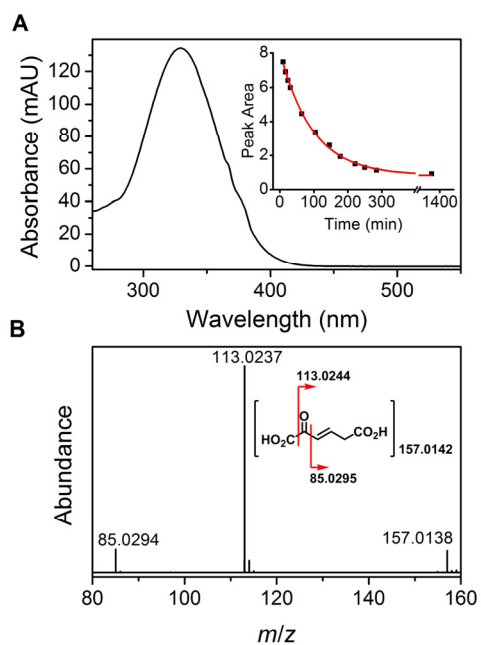 A
Absorbance (mAU)
120
100
80
60
40
20
0
300
400
500
Wavelength (nm)
Peak Area
8
6
4
2
0
0
100
200
300
400
1400
Time (min)
B
Abundance
113.0237
113.0244
O
HO₂C
CO₂H
157.0142
85.0295
85.0294
157.0138
80
100
120
140
160
m/z